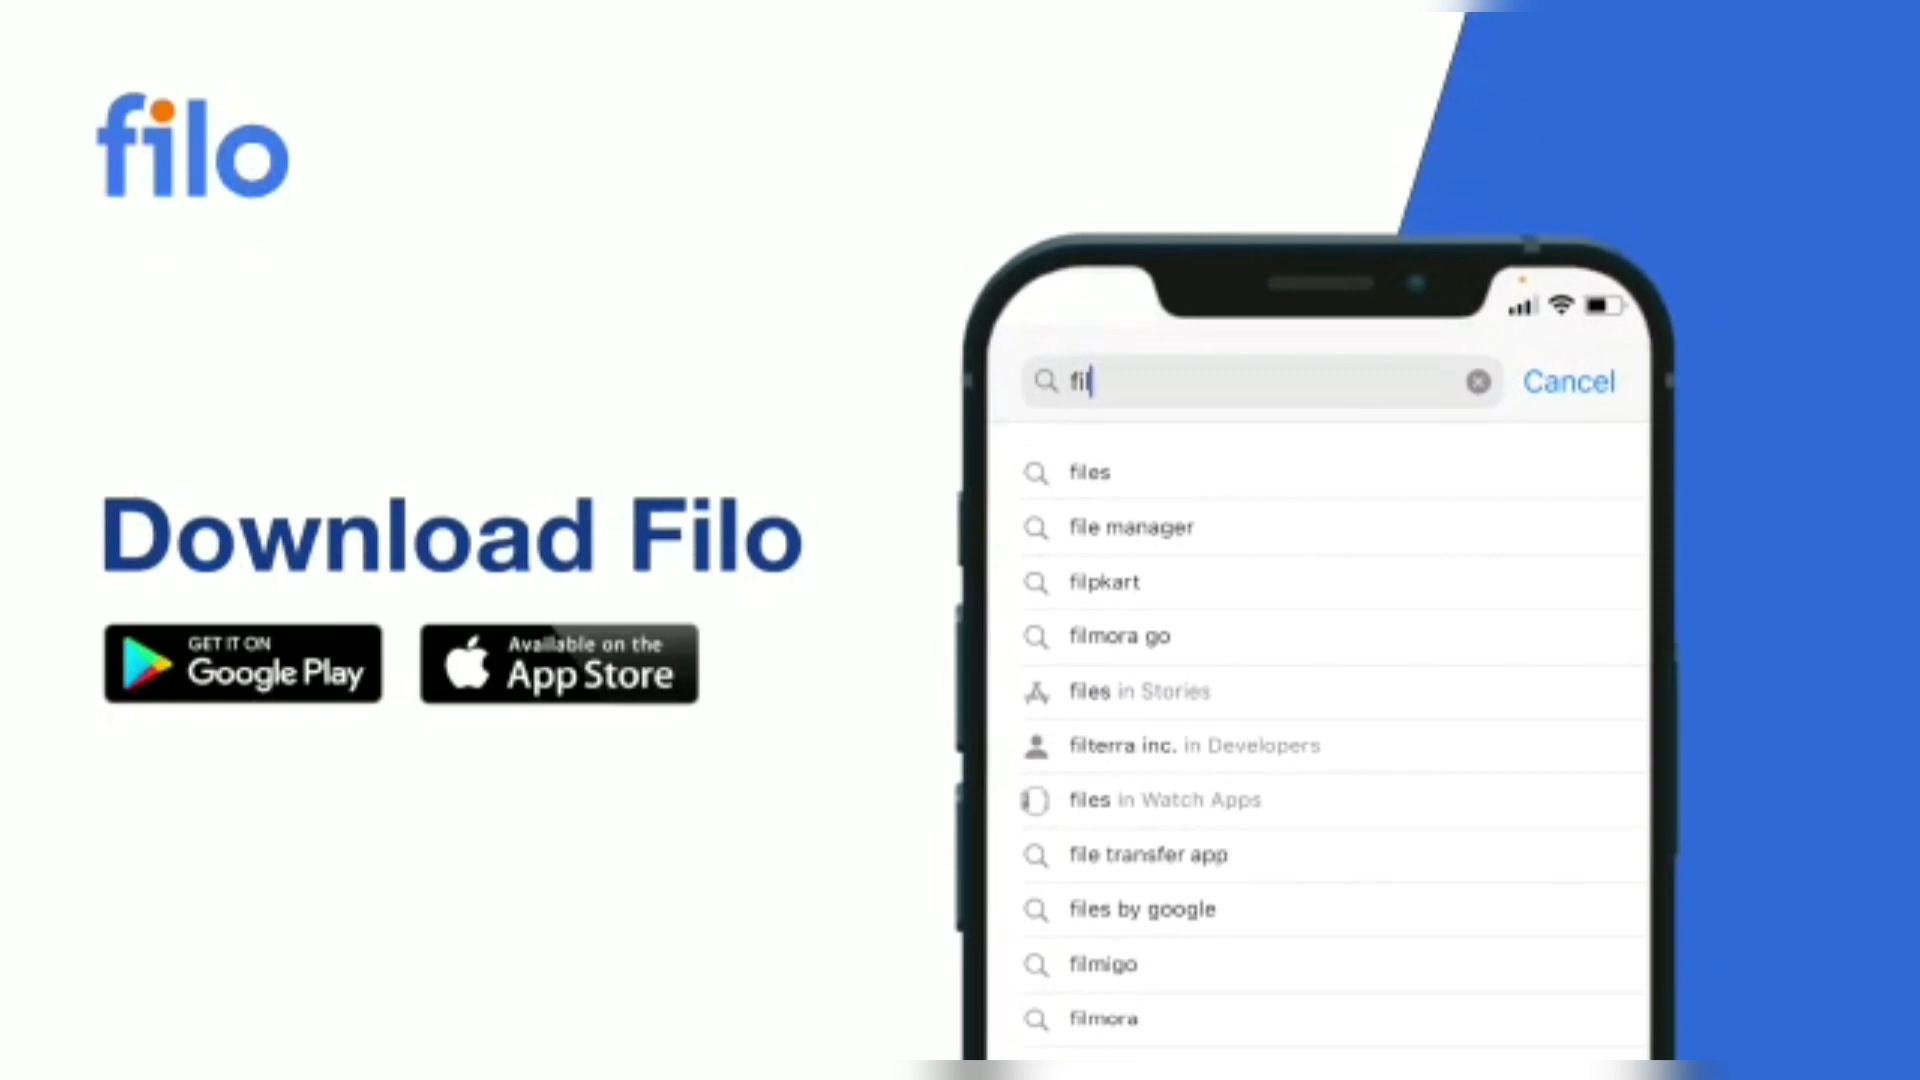 filo
Download Filo
GET IT ON
Google Play
Available on the
App Store
fil
Cancel
files
file manager
filpkart
filmora go
files in Stories
filterra inc. in Developers
files in Watch Apps
file transfer app
files by google
filmigo
filmora